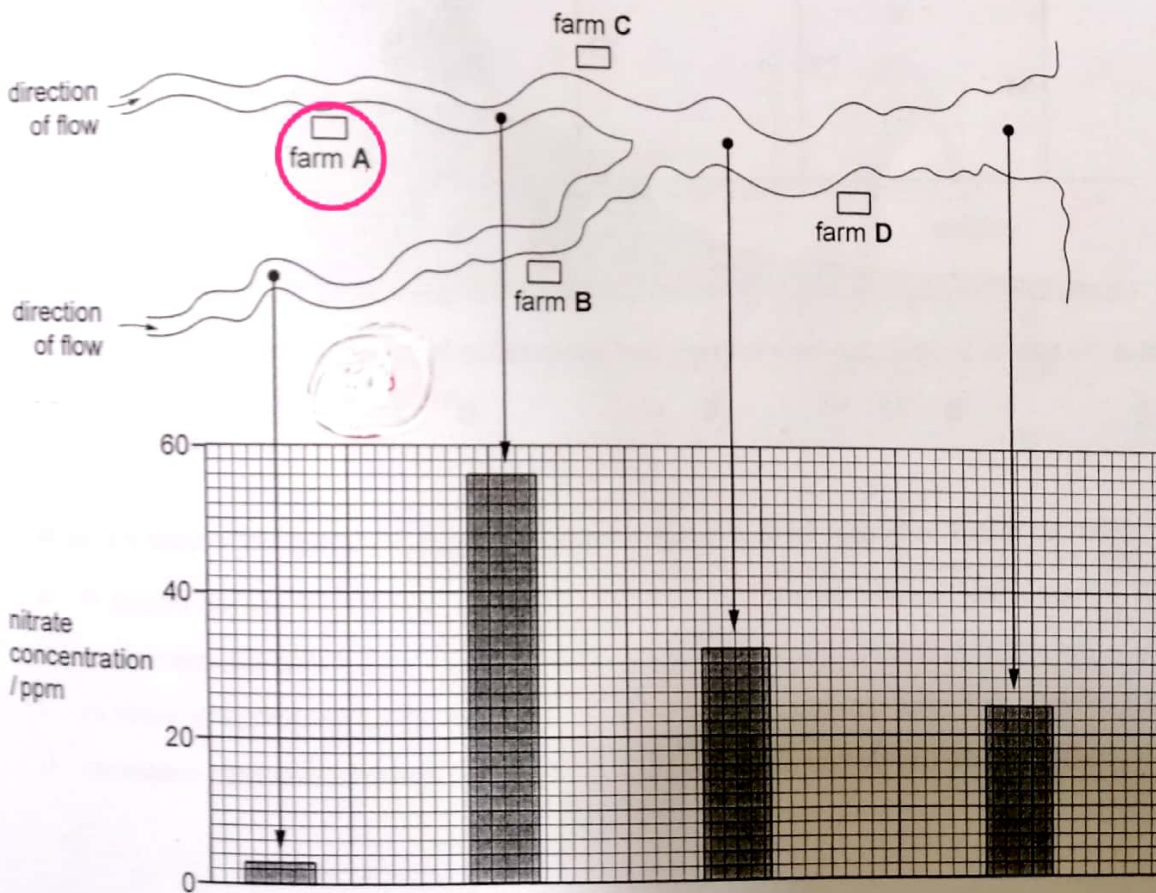 farm C
direction
of flow
farm A
farm D
farm B
direction
of flow
60
40
nitrate
concentration
/ppm
20
0